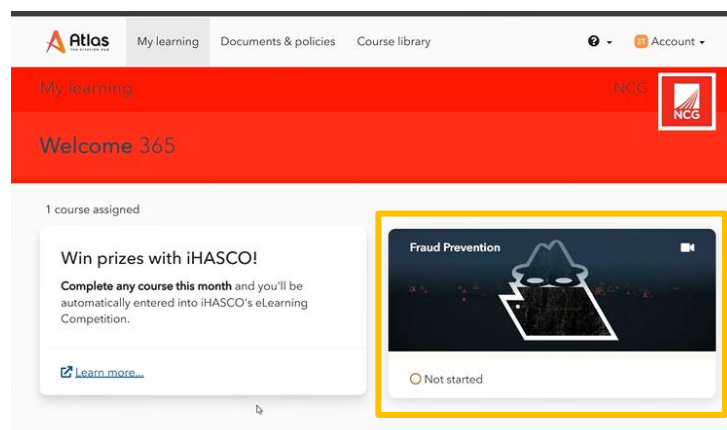 Atlas
THE CITATION HUB
My learning
Documents & policies
Course library
?
3T Account
My learning
NCG
NCG
Welcome 365
1 course assigned
Win prizes with iHASCO!
Complete any course this month and you'll be
automatically entered into iHASCO's eLearning
Competition.
Learn more...
Fraud Prevention
Not started